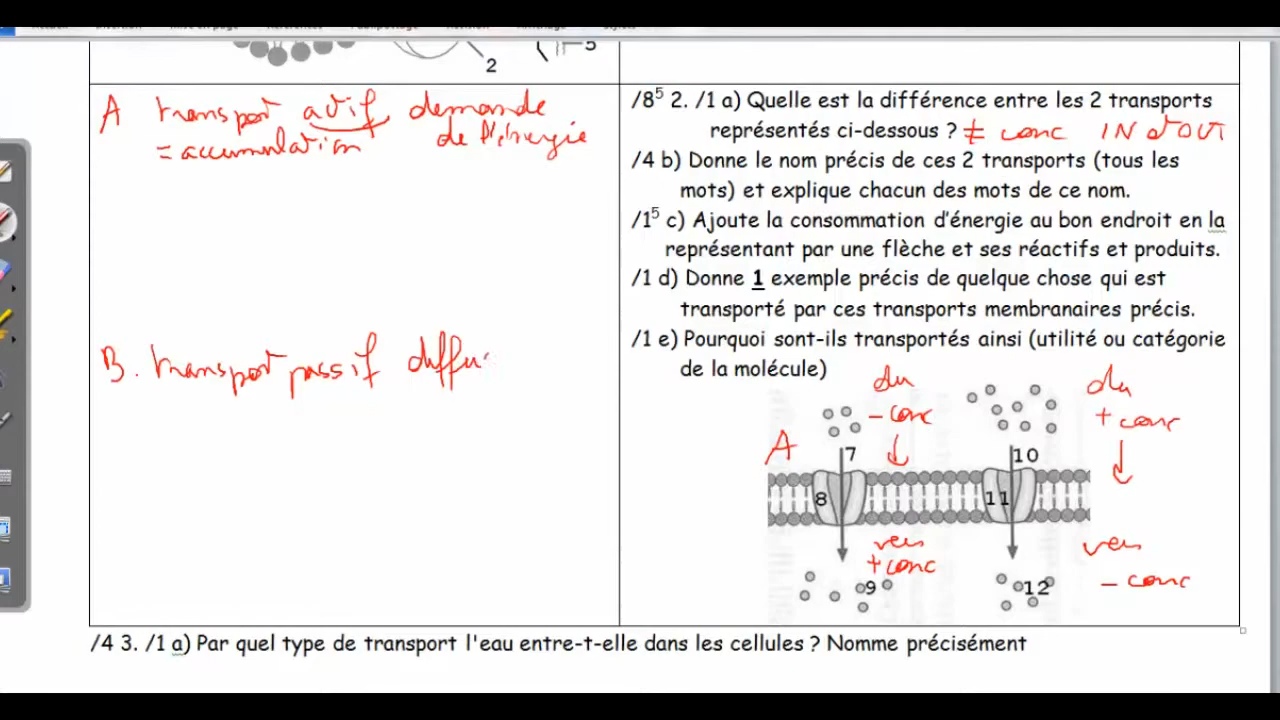 2
5
A transport actif demande
de l'énergie
= accumulation
B. transport passif diffu
/8⁵ 2. /1 a) Quelle est la différence entre les 2 transports
représentés ci-dessous ? ≠ conc IN et OUT
/4 b) Donne le nom précis de ces 2 transports (tous les
mots) et explique chacun des mots de ce nom.
/1⁵ c) Ajoute la consommation d'énergie au bon endroit en la
représentant par une flèche et ses réactifs et produits.
/1 d) Donne 1 exemple précis de quelque chose qui est
transporté par ces transports membranaires précis.
/1 e) Pourquoi sont-ils transportés ainsi (utilité ou catégorie
de la molécule)
du
- conc
du
+ conc
A
7
10
8
11
vers
+ conc
vers
- conc
9
12
/4 3. /1 a) Par quel type de transport l'eau entre-t-elle dans les cellules ? Nomme précisément